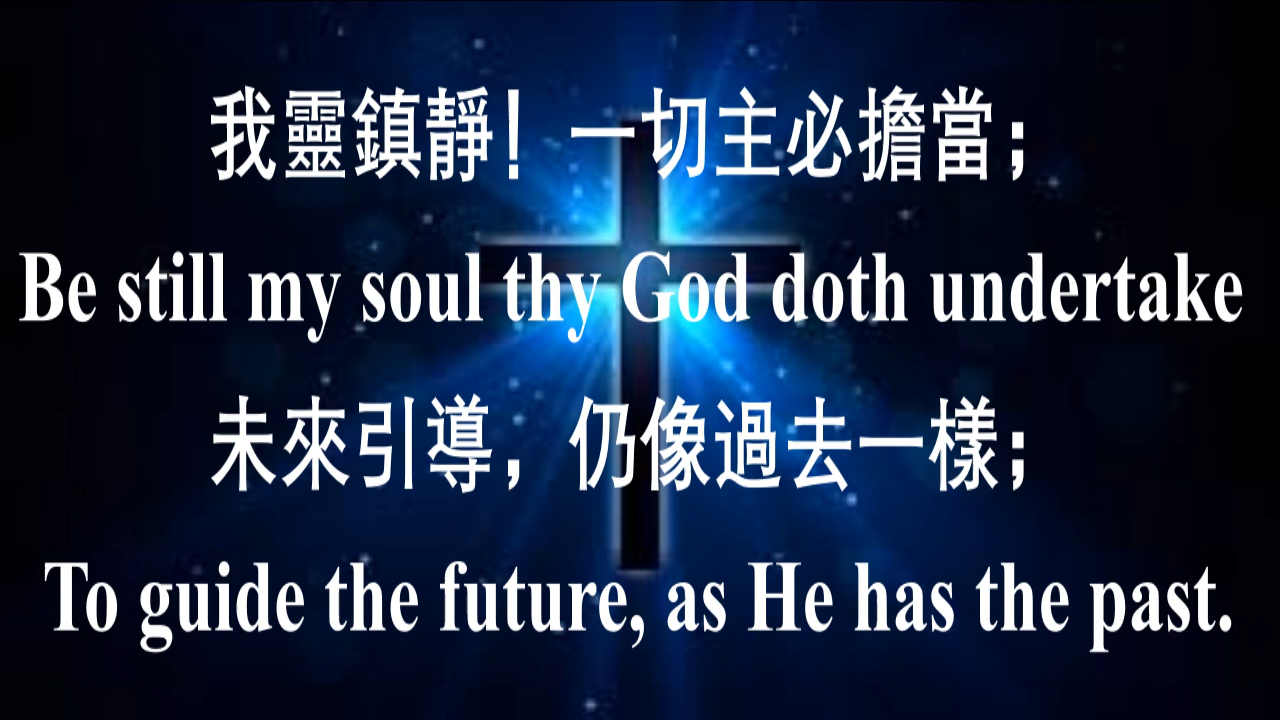 我靈鎮靜！一切主必擔當；
Be still my soul thy God doth undertake
未來引導，仍像過去一樣；
To guide the future, as He has the past.